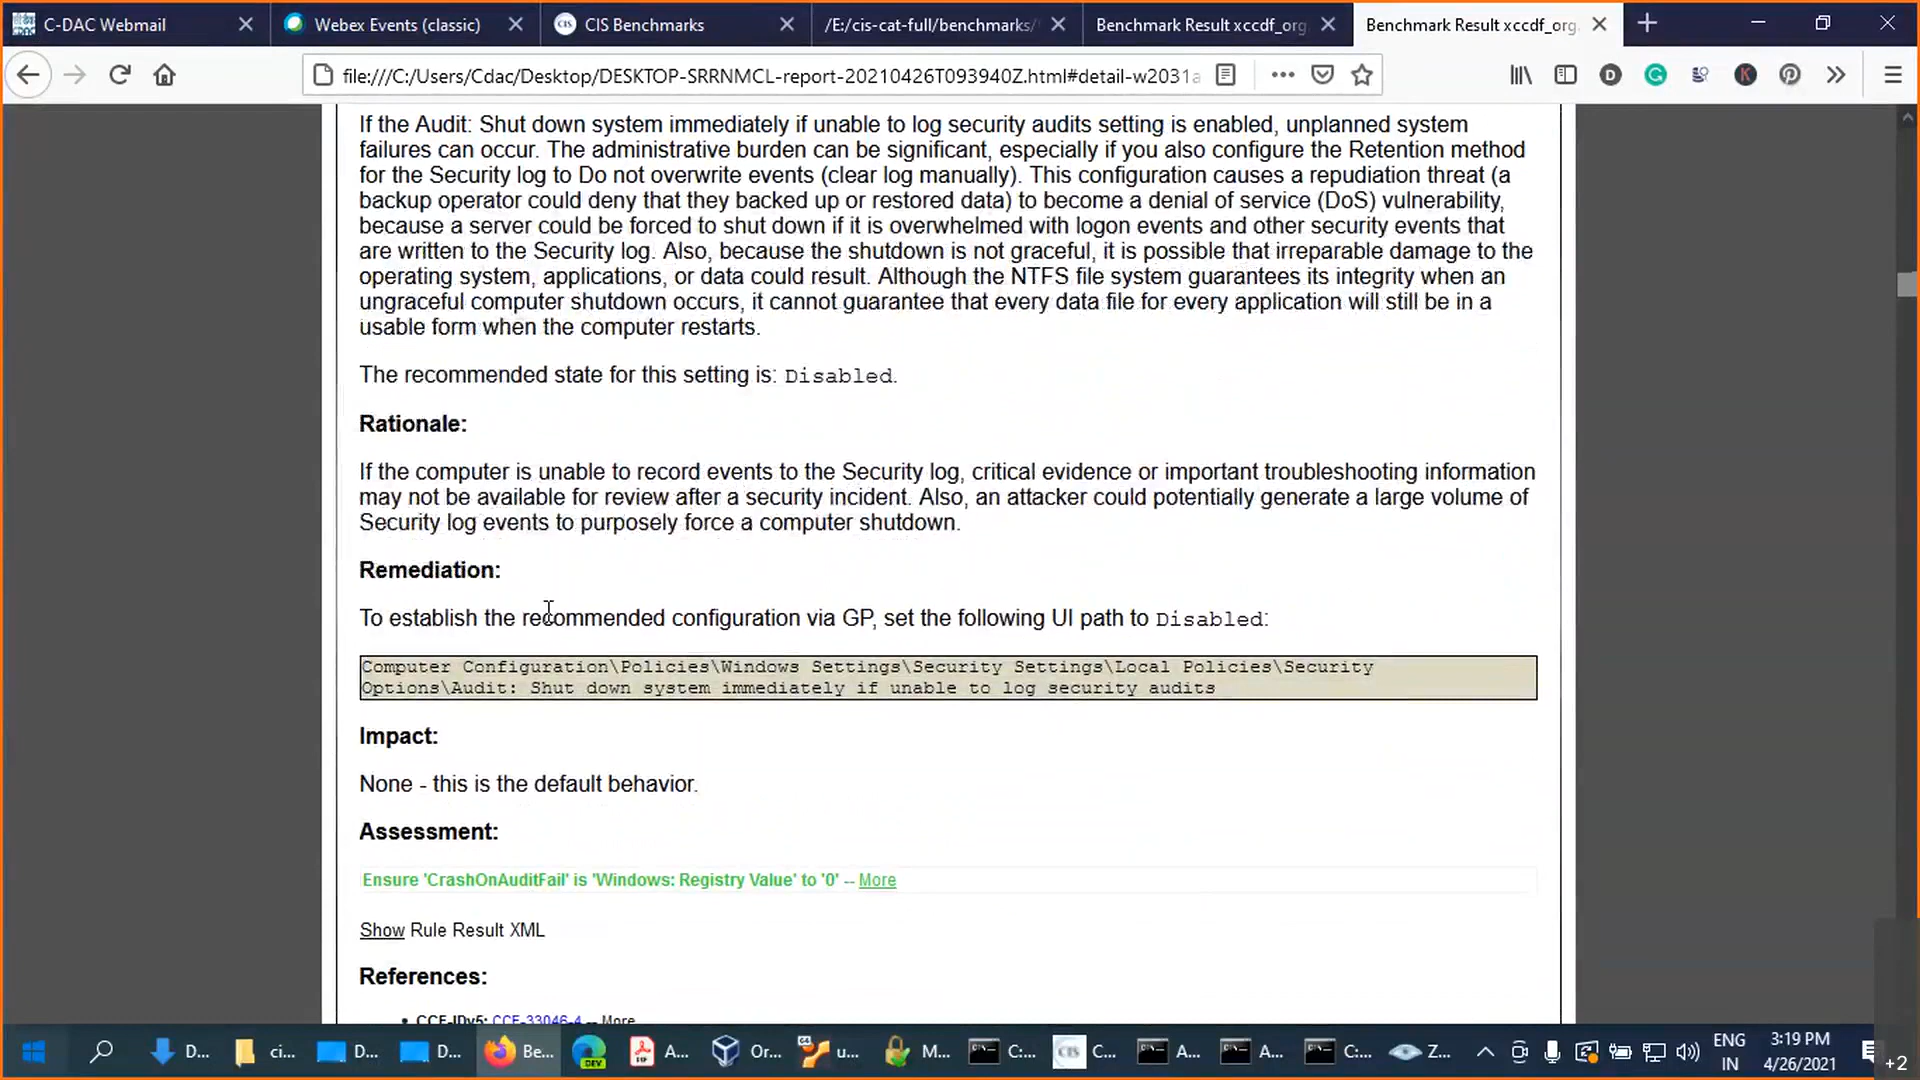 C-DAC Webmail
Webex Events (classic)
CIS Benchmarks
/E:/cis-cat-full/benchmarks/
Benchmark Result xccdf_org
Benchmark Result xccdf_org.
file:///C:/Users/Cdac/Desktop/DESKTOP-SRRNMCL-report-20210426T093940Z.html#detail-w2031a
If the Audit: Shut down system immediately if unable to log security audits setting is enabled, unplanned system
failures can occur. The administrative burden can be significant, especially if you also configure the Retention method
for the Security log to Do not overwrite events (clear log manually). This configuration causes a repudiation threat (a
backup operator could deny that they backed up or restored data) to become a denial of service (DoS) vulnerability,
because a server could be forced to shut down if it is overwhelmed with logon events and other security events that
are written to the Security log. Also, because the shutdown is not graceful, it is possible that irreparable damage to the
operating system, applications, or data could result. Although the NTFS file system guarantees its integrity when an
ungraceful computer shutdown occurs, it cannot guarantee that every data file for every application will still be in a
usable form when the computer restarts.
The recommended state for this setting is: Disabled.
Rationale:
If the computer is unable to record events to the Security log, critical evidence or important troubleshooting information
may not be available for review after a security incident. Also, an attacker could potentially generate a large volume of
Security log events to purposely force a computer shutdown.
Remediation:
To establish the recommended configuration via GP, set the following UI path to Disabled:
Computer Configuration\Policies\Windows Settings\Security Settings\Local Policies\Security
Options\Audit: Shut down system immediately if unable to log security audits
Impact:
None - this is the default behavior.
Assessment:
Ensure 'CrashOnAuditFail' is 'Windows: Registry Value' to '0' -- More
Show Rule Result XML
References:
• CCE-IDv5: CCE-33046-4 -- More
D... ci... D... D... Be... A... Or... u... M... C:... C... A... A... C:... Z...
ENG
IN
3:19 PM
4/26/2021
+2